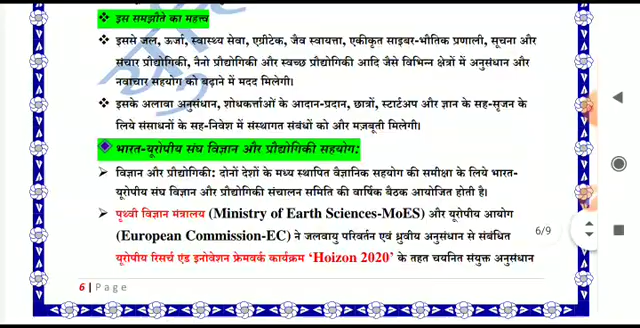 इस समझौते का महत्त्व
इससे जल, ऊर्जा, स्वास्थ्य सेवा, एग्रीटेक, जैव स्वायत्ता, एकीकृत साइबर-भौतिक प्रणाली, सूचना और
संचार प्रौद्योगिकी, नैनो प्रौद्योगिकी और स्वच्छ प्रौद्योगिकी आदि जैसे विभिन्न क्षेत्रों में अनुसंधान और
नवाचार सहयोग को बढ़ाने में मदद मिलेगी।
इसके अलावा अनुसंधान, शोधकर्त्ताओं के आदान-प्रदान, छात्रों, स्टार्टअप और ज्ञान के सह-सृजन के
लिये संसाधनों के सह-निवेश में संस्थागत संबंधों को और मज़बूती मिलेगी।
भारत-यूरोपीय संघ विज्ञान और प्रौद्योगिकी सहयोग:
विज्ञान और प्रौद्योगिकी: दोनों देशों के मध्य स्थापित वैज्ञानिक सहयोग की समीक्षा के लिये भारत-
यूरोपीय संघ विज्ञान और प्रौद्योगिकी संचालन समिति की वार्षिक बैठक आयोजित होती है।
पृथ्वी विज्ञान मंत्रालय (Ministry of Earth Sciences-MoES) और यूरोपीय आयोग
(European Commission-EC) ने जलवायु परिवर्तन एवं ध्रुवीय अनुसंधान से संबंधित
यूरोपीय रिसर्च एंड इनोवेशन फ्रेमवर्क कार्यक्रम ‘Hoizon 2020’ के तहत चयनित संयुक्त अनुसंधान
6/9
6 | Page